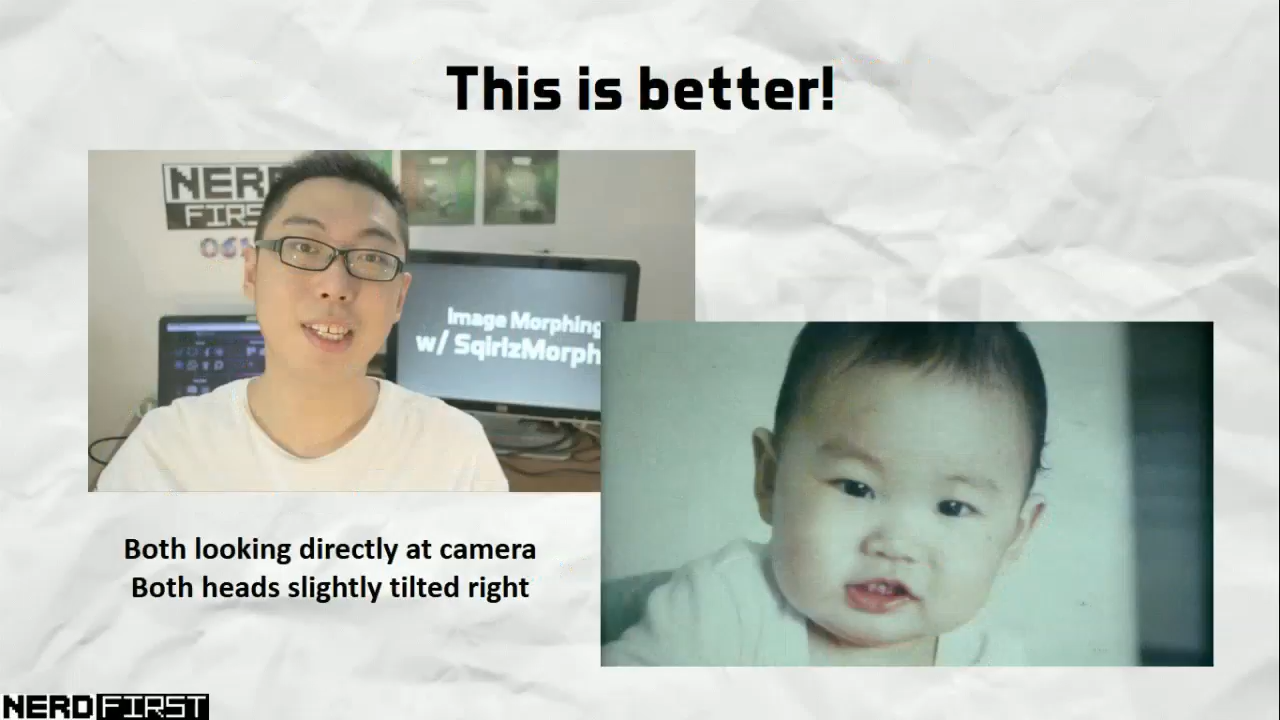 This is better!
NERD
FIRST
Image Morphing
w/ SqirlzMorph
Both looking directly at camera
Both heads slightly tilted right
NERDFIRST